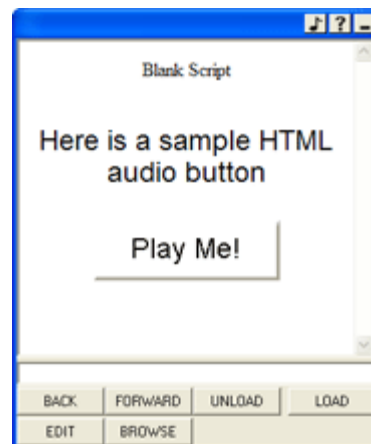 Blank Script
Here is a sample HTML
audio button
Play Me!
BACK FORWARD UNLOAD LOAD
EDIT BROWSE